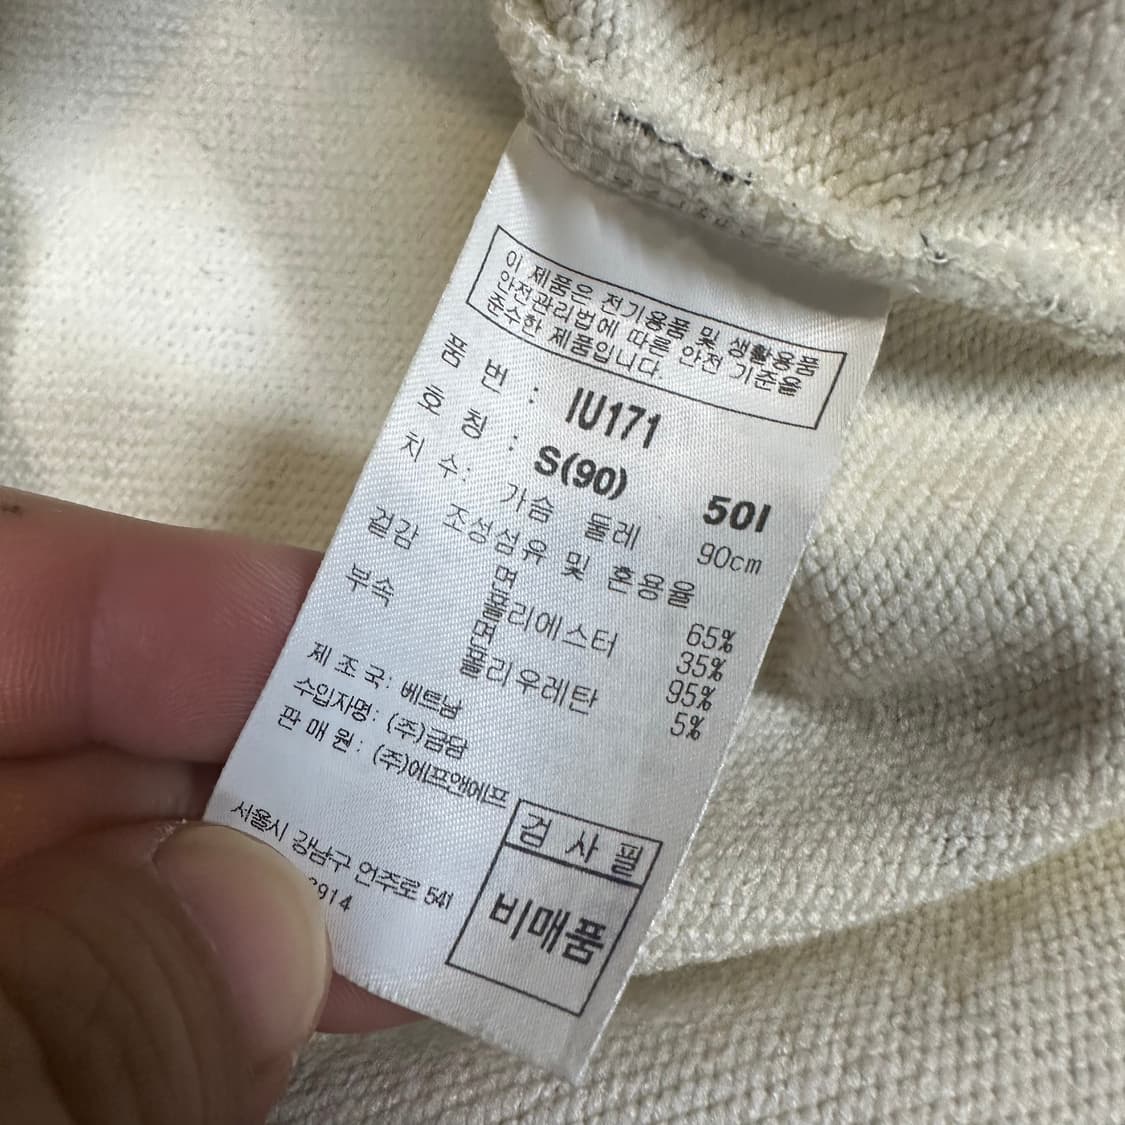 이 제품은 전기용품 및 생활용품
안전관리법에 따른 안전 기준을
준수한 제품입니다.
품 번 : IU171
호 칭 : S(90) 50I
치 수: 가슴 둘레 90cm
겉감 조성섬유 및 혼용율
면 65%
폴리에스터 35%
부속 면 95%
폴리우레탄 5%
제 조 국: 베트남
수입자명: (주)금담
판 매 원: (주)에프앤에프
서울시 강남구 언주로 541
3914
검 사 필
비매품